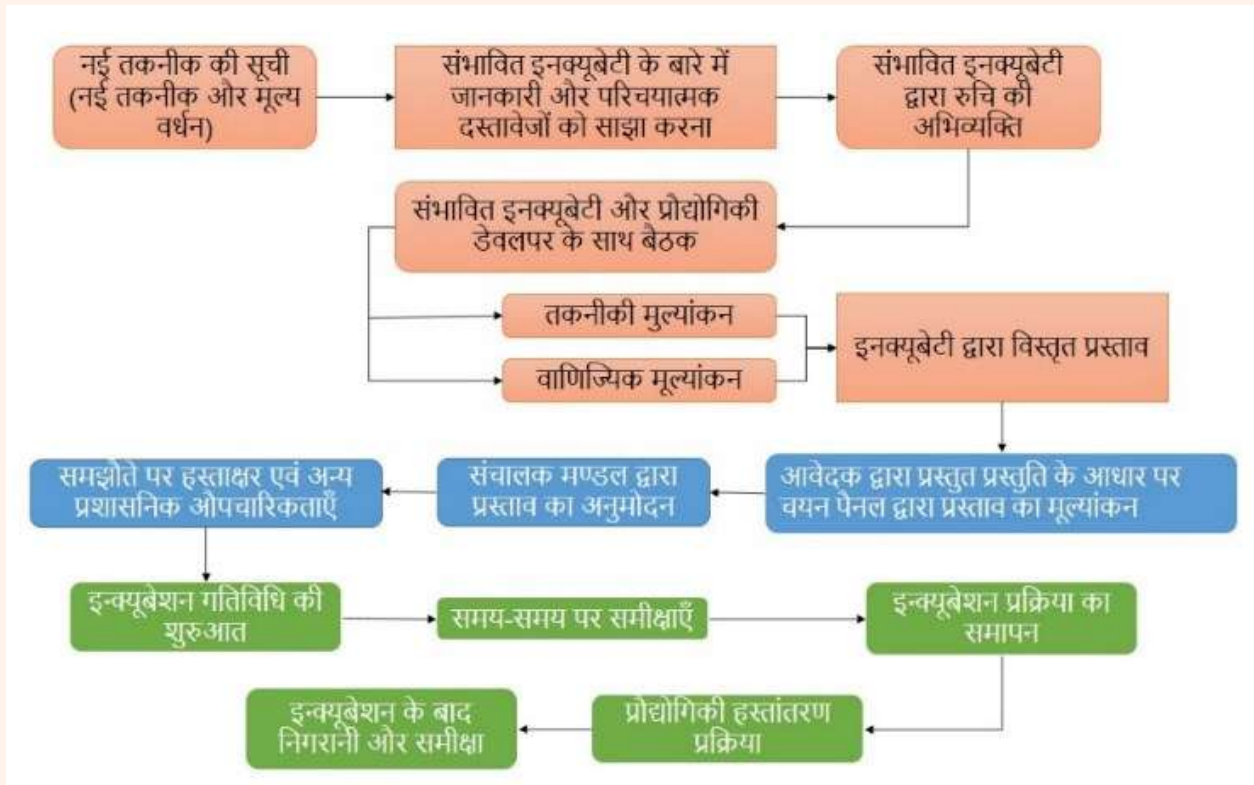 नई तकनीक की सूची
(नई तकनीक और मूल्य
वर्धन)
संभावित इनक्यूबेटी के बारे में
जानकारी और परिचयात्मक
दस्तावेजों को साझा करना
संभावित इनक्यूबेटी
द्वारा रुचि की
अभिव्यक्ति
संभावित इनक्यूबेटी और प्रौद्योगिकी
डेवलपर के साथ बैठक
तकनीकी मुल्यांकन
वाणिज्यिक मूल्यांकन
इनक्यूबेटी द्वारा विस्तृत प्रस्ताव
आवेदक द्वारा प्रस्तुत प्रस्तुति के आधार पर
चयन पैनल द्वारा प्रस्ताव का मूल्यांकन
संचालक मण्डल द्वारा
प्रस्ताव का अनुमोदन
समझौते पर हस्ताक्षर एवं अन्य
प्रशासनिक औपचारिकताएँ
इन्क्यूबेशन गतिविधि की
शुरुआत
समय-समय पर समीक्षाएँ
इन्क्यूबेशन प्रक्रिया का
समापन
प्रौद्योगिकी हस्तांतरण
प्रक्रिया
इन्क्यूबेशन के बाद
निगरानी और समीक्षा